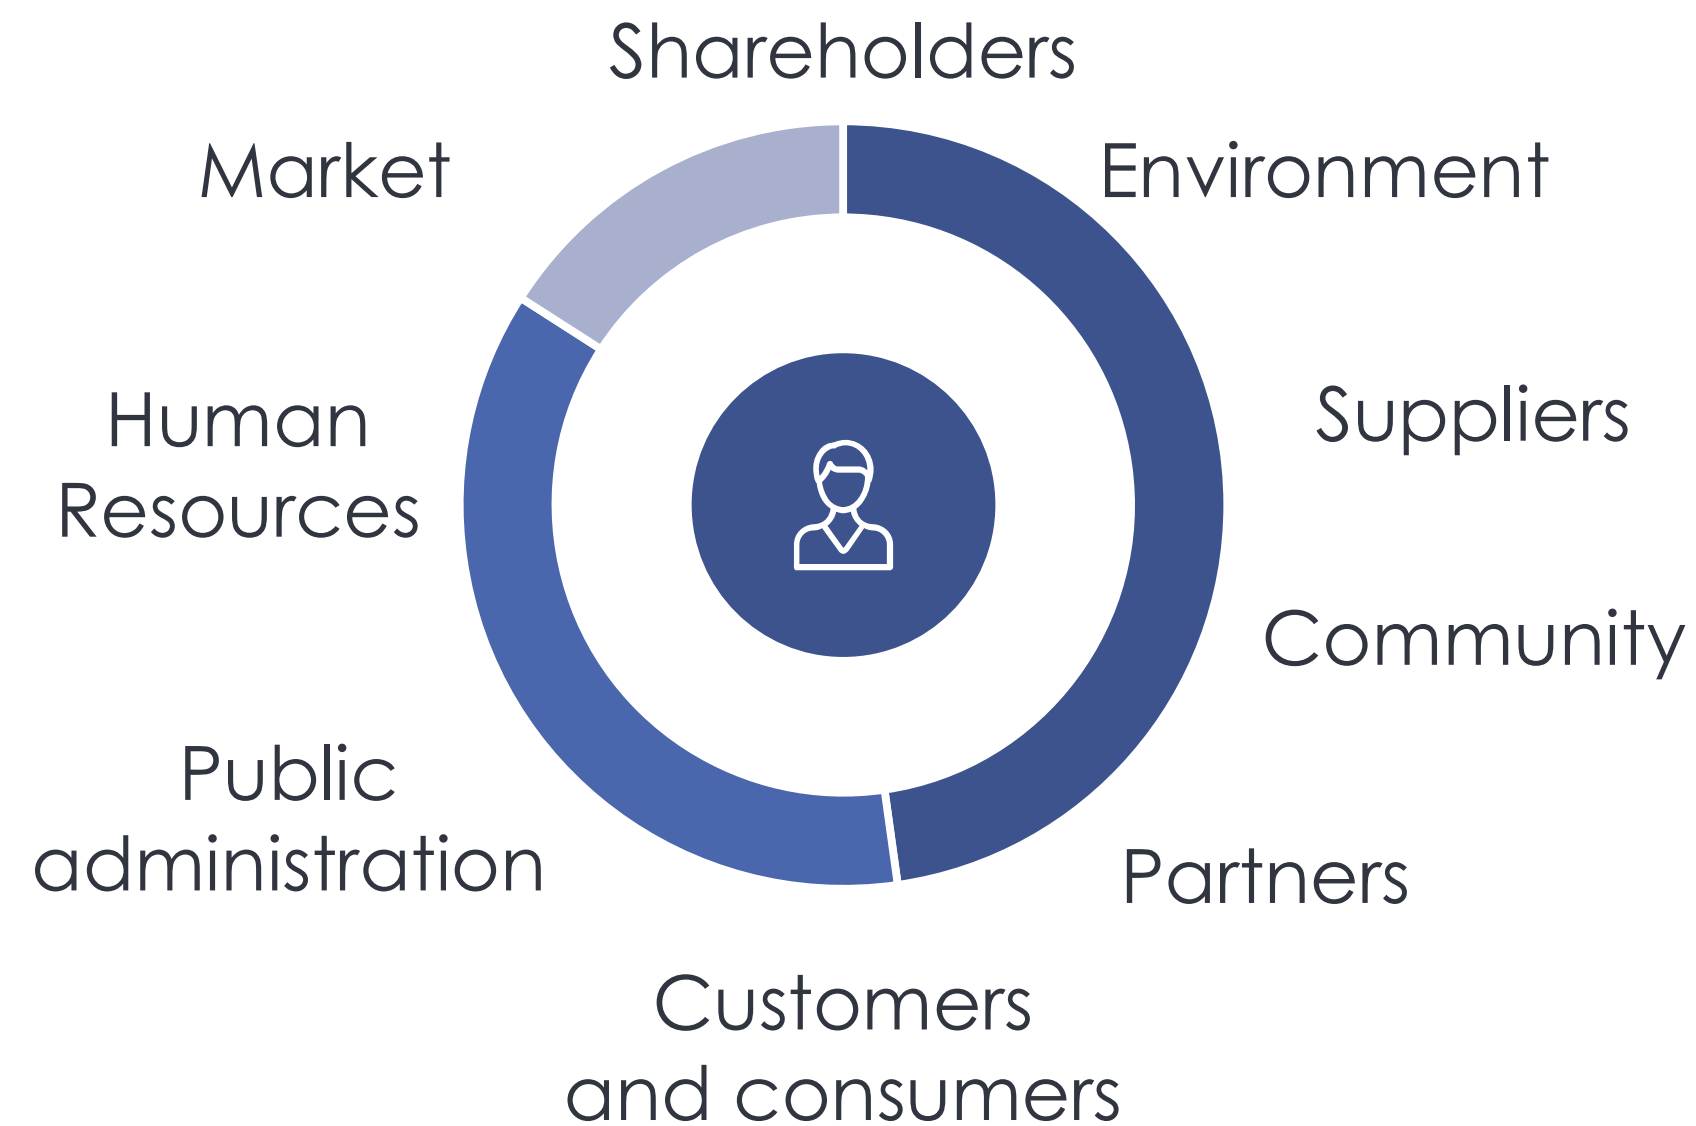 Shareholders
Market
Environment
Human
Resources
Suppliers
Community
Public
administration
Partners
Customers
and consumers